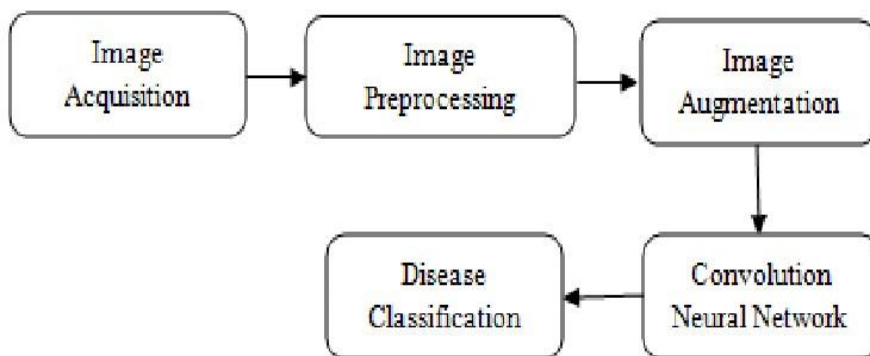 Image
Acquisition
Image
Preprocessing
Image
Augmentation
Convolution
Neural Network
Disease
Classification